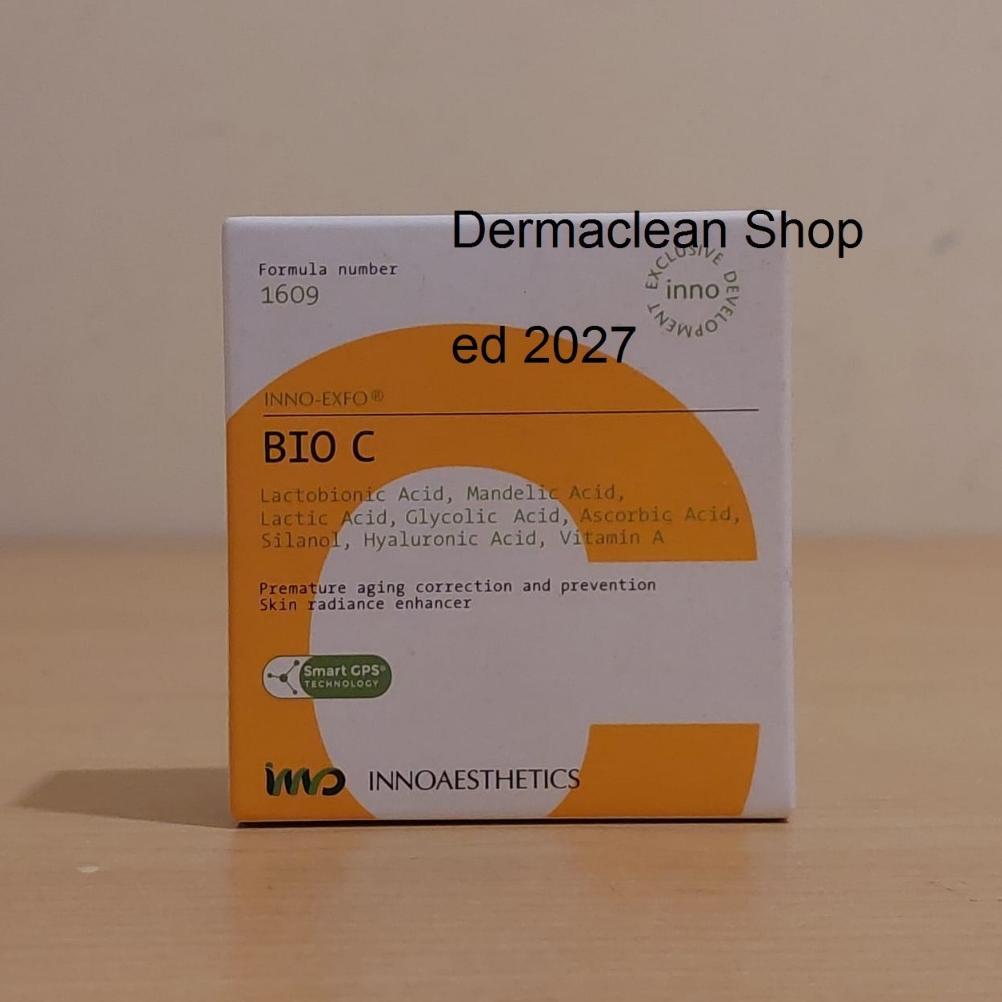 Dermaclean Shop
Formula number
1609
EXCLUSIVE DEVELOPMENT
inno
ed 2027
INNO-EXFO®
BIO C
Lactobionic Acid, Mandelic Acid,
Lactic Acid, Glycolic Acid, Ascorbic Acid,
Silanol, Hyaluronic Acid, Vitamin A
Premature aging correction and prevention
Skin radiance enhancer
Smart GPS®
TECHNOLOGY
inno INNOAESTHETICS